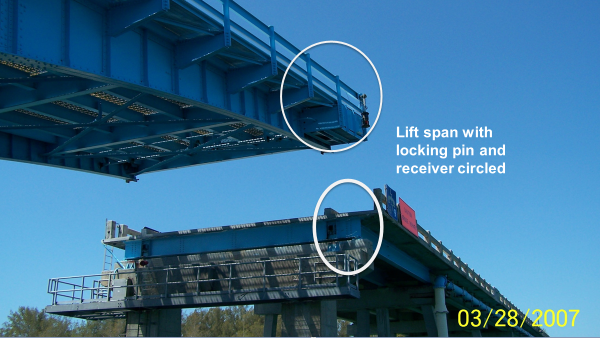 Lift span with
locking pin and
receiver circled
03/28/2007